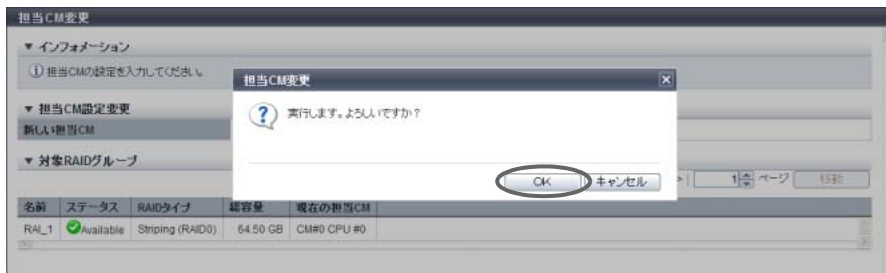 担当CM変更
▼ インフォメーション
担当CMの設定を入力してください。
担当CM変更
実行します。よろしいですか?
▼ 担当CM設定変更
新しい担当CM
▼ 対象RAIDグループ
OK キャンセル
1 ページ 移動
名前 ステータス RAIDタイプ 総容量 現在の担当CM
RAI_1 Available Striping (RAID0) 64.50 GB CM#0 CPU #0